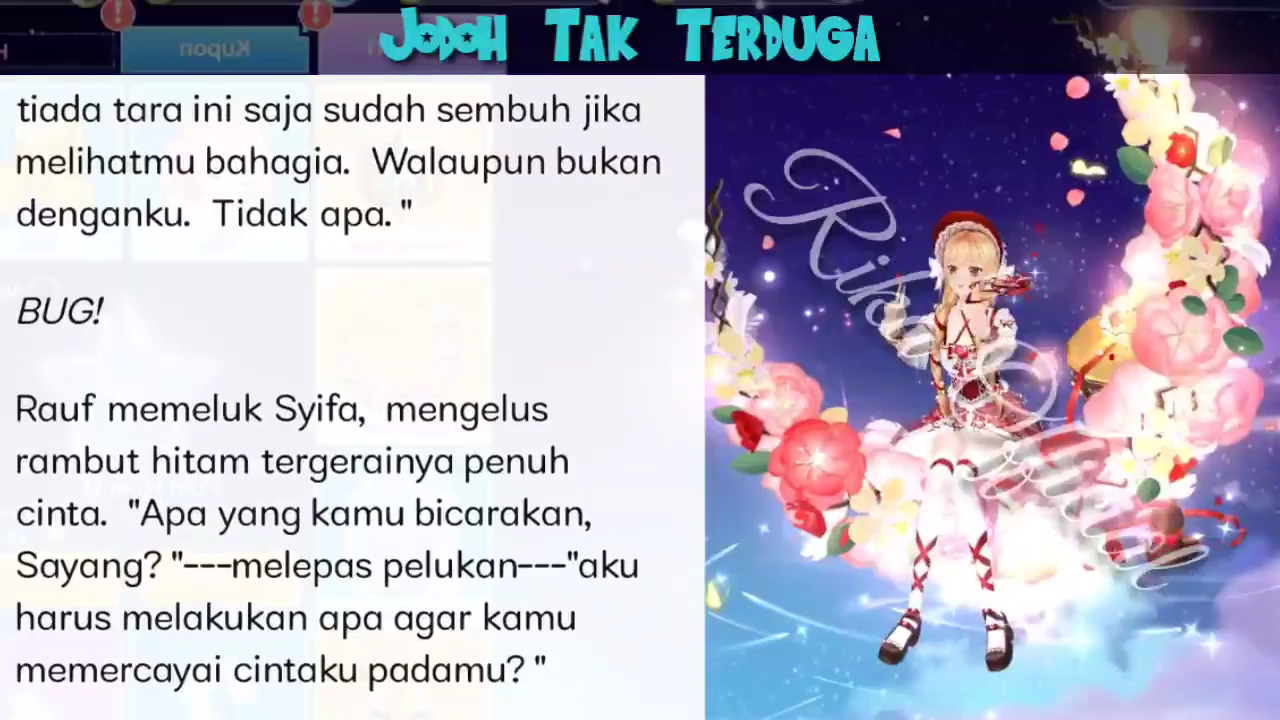 Jodoh Tak Terduga
Kupon
tiada tara ini saja sudah sembuh jika
melihatmu bahagia.  Walaupun bukan
denganku.  Tidak apa. "
BUG!
Rauf memeluk Syifa,  mengelus
rambut hitam tergerainya penuh
cinta.  "Apa yang kamu bicarakan,
Sayang? "---melepas pelukan---"aku
harus melakukan apa agar kamu
memercayai cintaku padamu? "